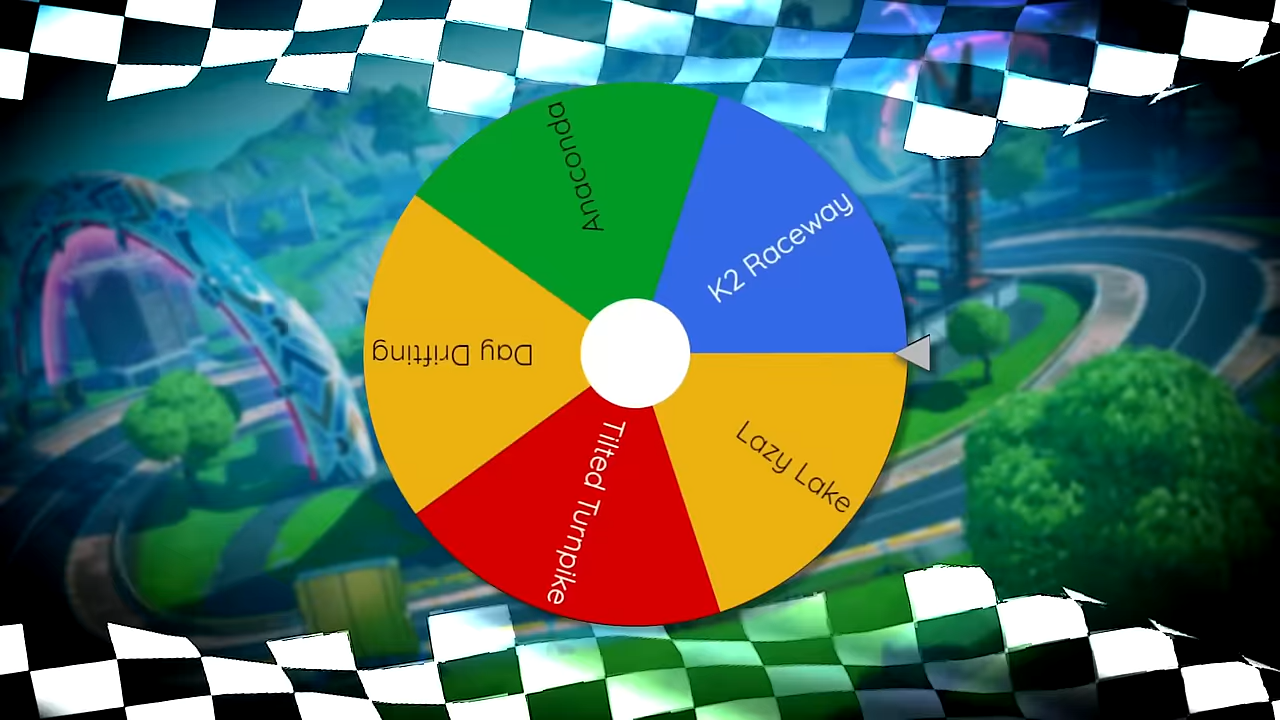 Anaconda
K2 Raceway
Day Drifting
Lazy Lake
Tilted Turnpike